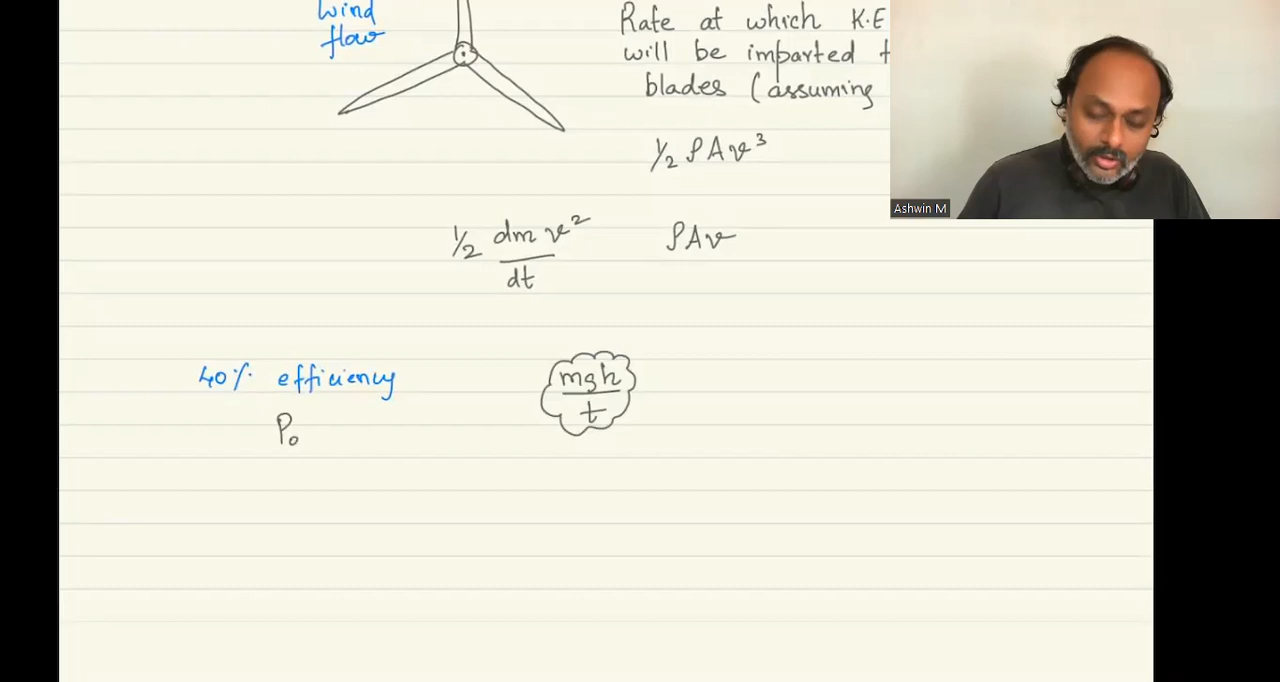 wind
flow
Rate at which K.E
will be imparted t
blades (assuming
½ ρAv³
½ dm v²
dt
ρAv
40% efficiency
P₀
mgh
t
Ashwin M